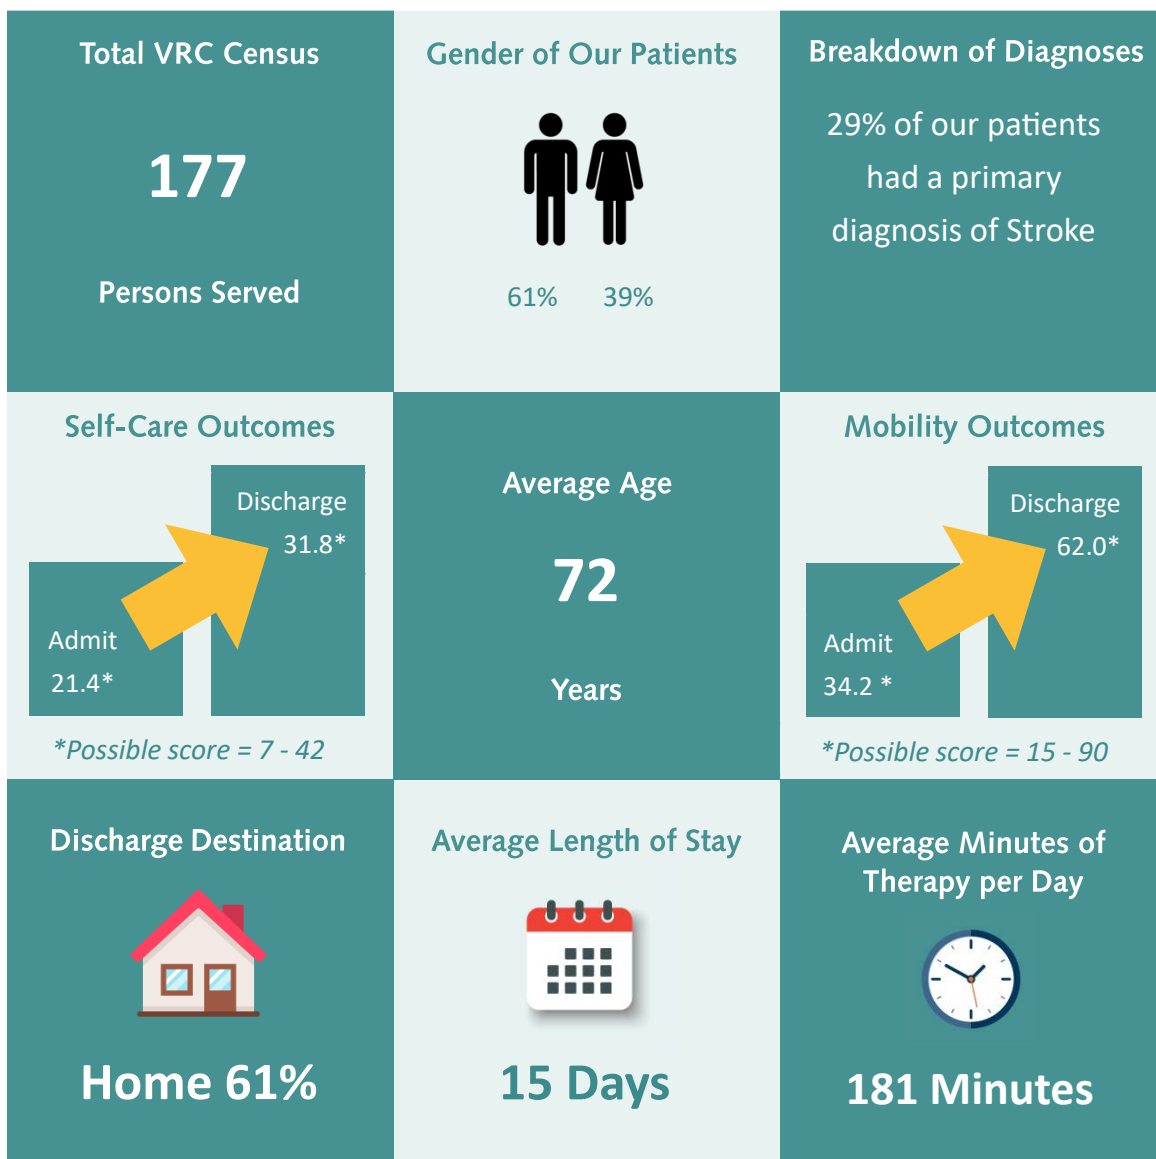 Total VRC Census
177
Persons Served
Gender of Our Patients
61% 39%
Breakdown of Diagnoses
29% of our patients
had a primary
diagnosis of Stroke
Self-Care Outcomes
Discharge
31.8*
Admit
21.4*
*Possible score = 7 - 42
Average Age
72
Years
Mobility Outcomes
Discharge
62.0*
Admit
34.2 *
*Possible score = 15 - 90
Discharge Destination
Home 61%
Average Length of Stay
15 Days
Average Minutes of
Therapy per Day
181 Minutes